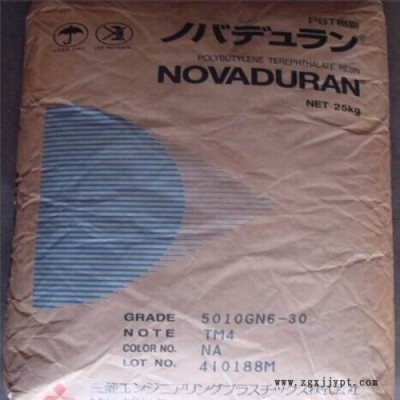 PBT樹脂
ノバデュラン®
POLYBUTYLENE TEREPHTHALATE RESIN
NOVADURAN
NET 25kg
GRADE 5010GN6-30
NOTE TM4
COLOR NO. NA
LOT NO. 410188M
三菱エンジニアリングプラスチックス株式会社
www.zgxjjypt.com